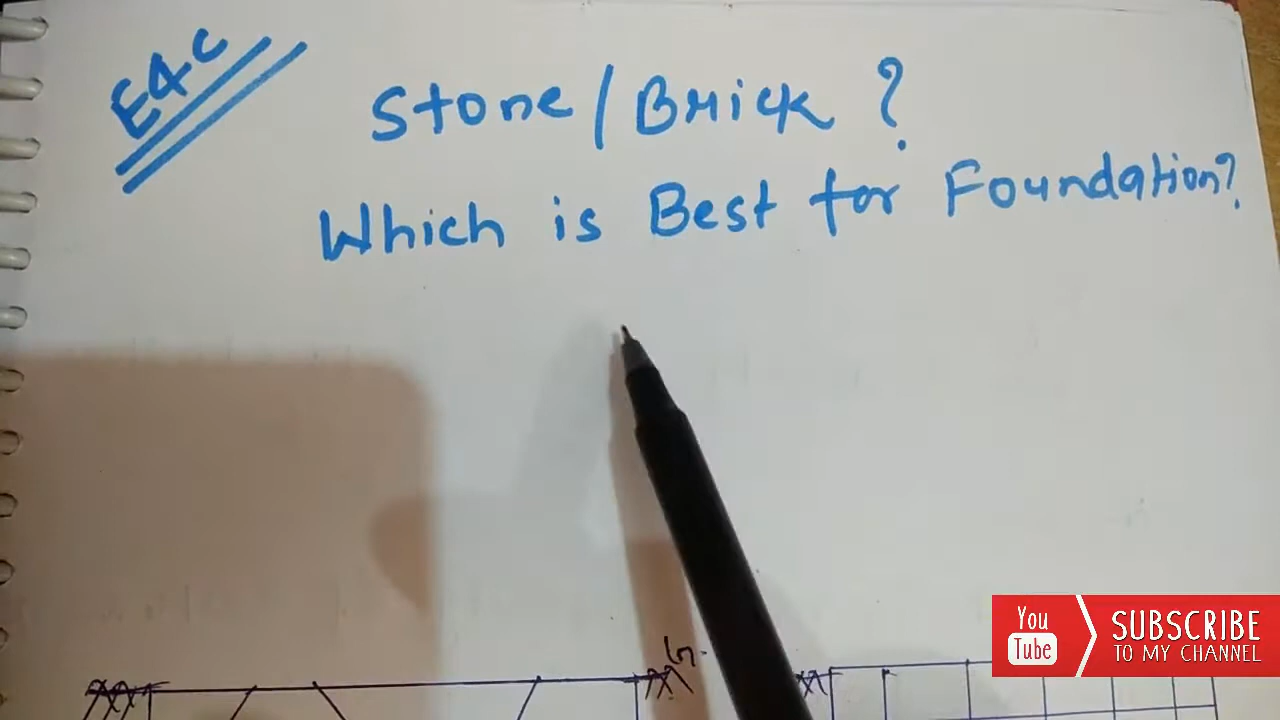 E4C
Stone/Brick?
Which is Best for Foundation?
You
Tube
SUBSCRIBE
TO MY CHANNEL